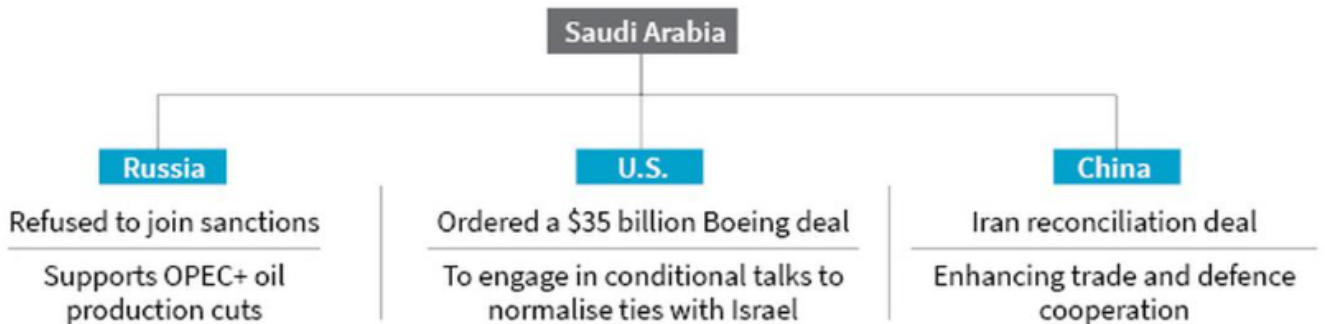 Saudi Arabia
Russia
Refused to join sanctions
Supports OPEC+ oil
production cuts
U.S.
Ordered a $35 billion Boeing deal
To engage in conditional talks to
normalise ties with Israel
China
Iran reconciliation deal
Enhancing trade and defence
cooperation